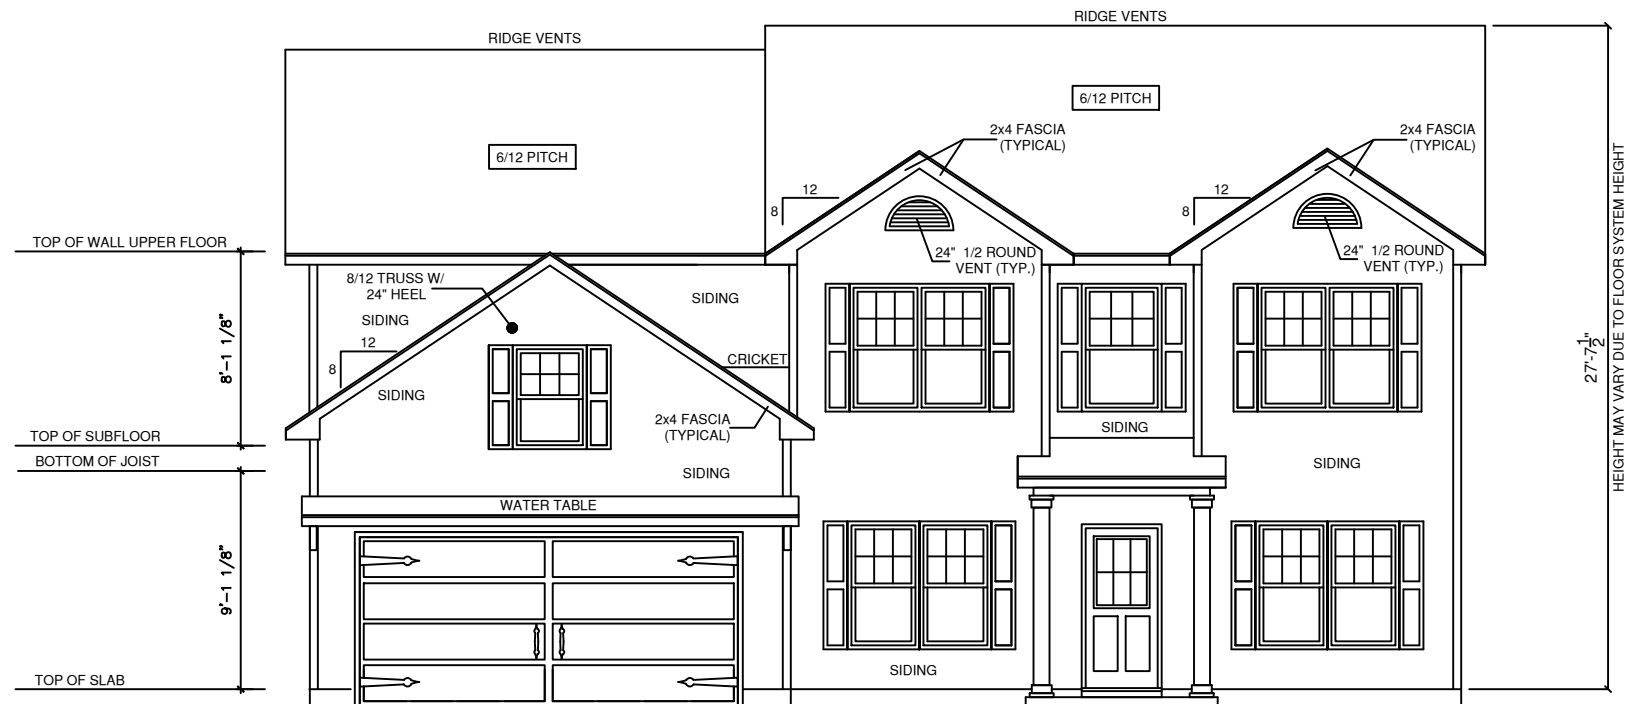 RIDGE VENTS
RIDGE VENTS
6/12 PITCH
6/12 PITCH
2x4 FASCIA
(TYPICAL)
2x4 FASCIA
(TYPICAL)
12
8
12
8
24" 1/2 ROUND
VENT (TYP.)
24" 1/2 ROUND
VENT (TYP.)
TOP OF WALL UPPER FLOOR
8/12 TRUSS W/
24" HEEL
SIDING
SIDING
12
8
CRICKET
SIDING
2x4 FASCIA
(TYPICAL)
SIDING
SIDING
SIDING
8'-1 1/8"
TOP OF SUBFLOOR
BOTTOM OF JOIST
WATER TABLE
9'-1 1/8"
SIDING
TOP OF SLAB
27'-7 1/2"
HEIGHT MAY VARY DUE TO FLOOR SYSTEM HEIGHT